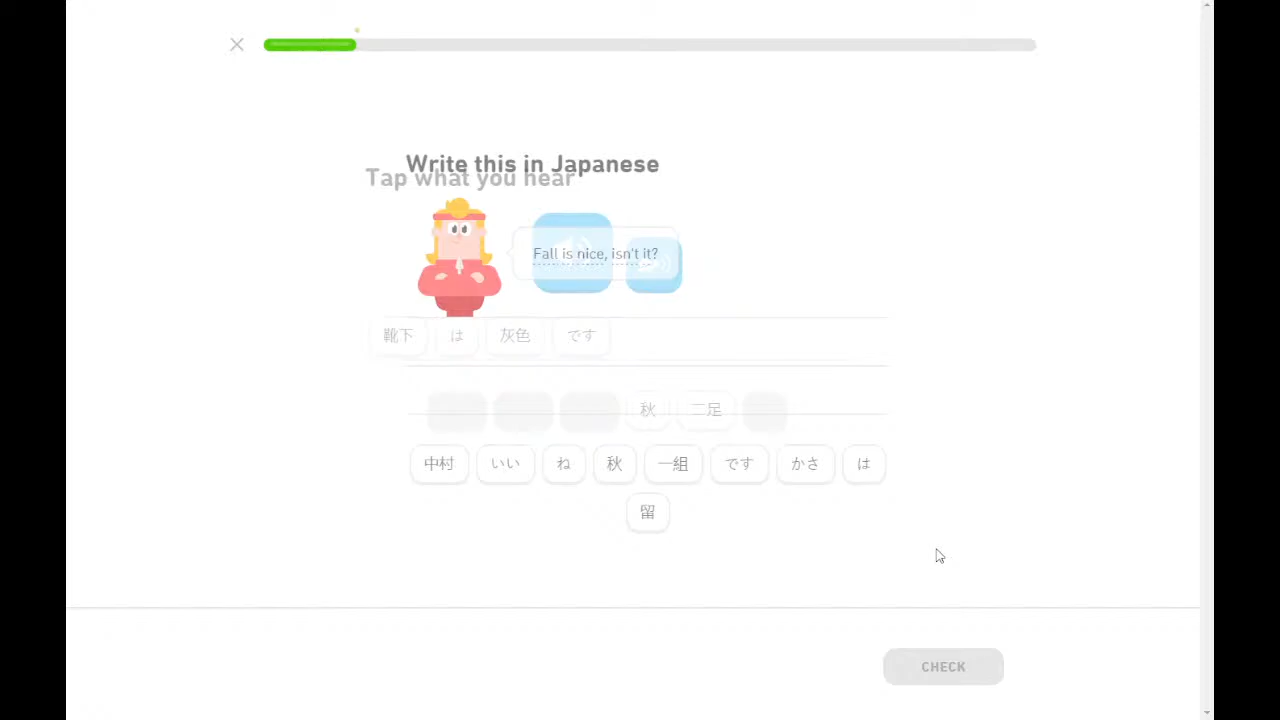 Write this in Japanese
Tap what you hear
Fall is nice, isn't it?
靴下 は 灰色 です
秋 二足
中村 いい ね 秋 一組 です かさ は
留
CHECK